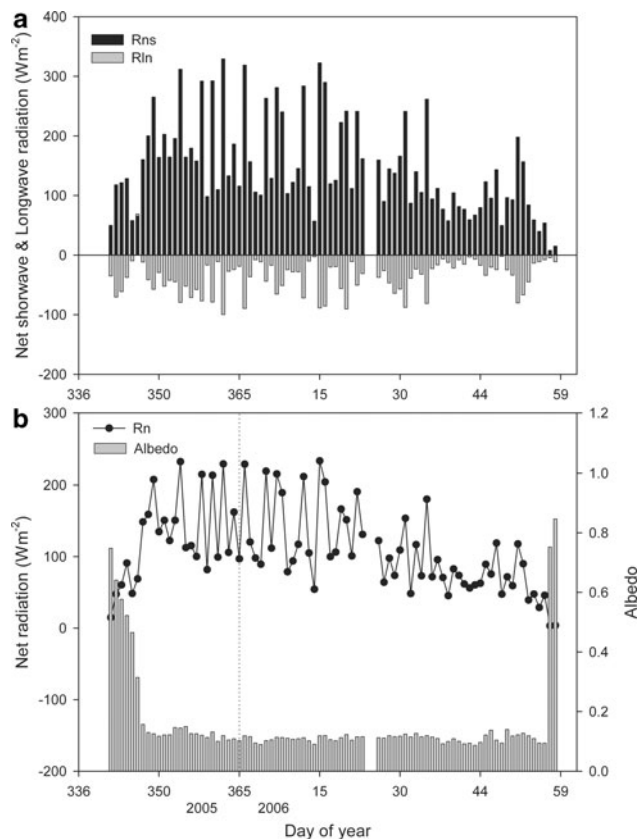 a
400
Rns
Rln
300
200
100
0
-100
-200
Net shorwave & Longwave radiation (Wm-2)
336 350 365 15 30 44 59
b
300 1.2
Rn
Albedo
200 1.0
0.8
100
0 0.6
0.4
-100
0.2
-200 0.0
Net radiation (Wm-2)
Albedo
336 350 365 15 30 44 59
2005 2006
Day of year